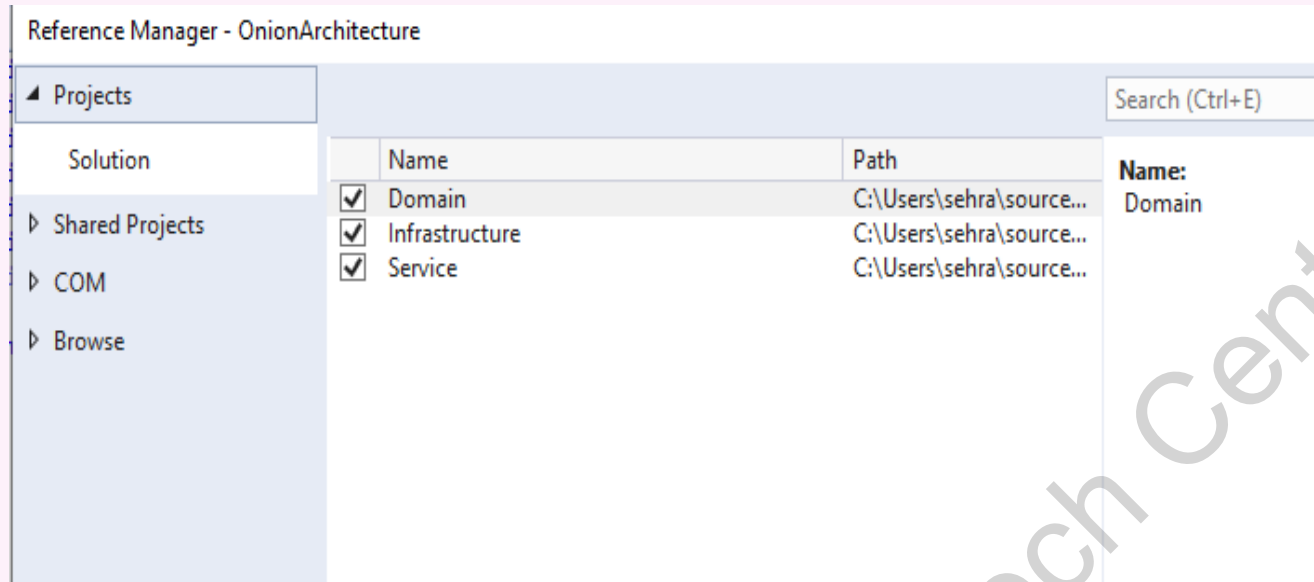 Reference Manager - OnionArchitecture
Projects
Search (Ctrl+E)
Solution
Name Path
Name:
Domain C:\Users\sehra\source...
Domain
Shared Projects
Infrastructure C:\Users\sehra\source...
Service C:\Users\sehra\source...
COM
Browse